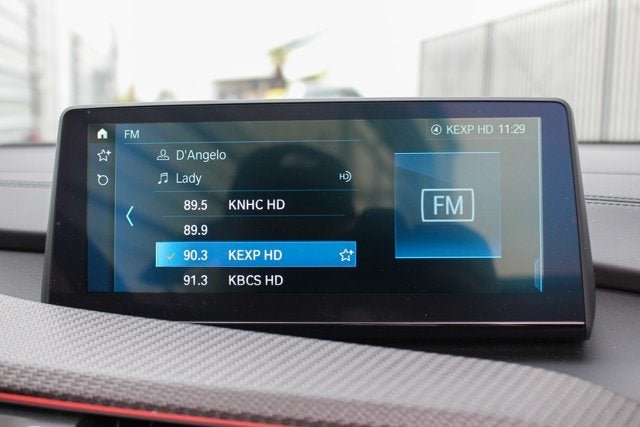 FM KEXP HD 11:29
D'Angelo
Lady HD
89.5 KNHC HD
89.9
90.3 KEXP HD
91.3 KBCS HD
FM